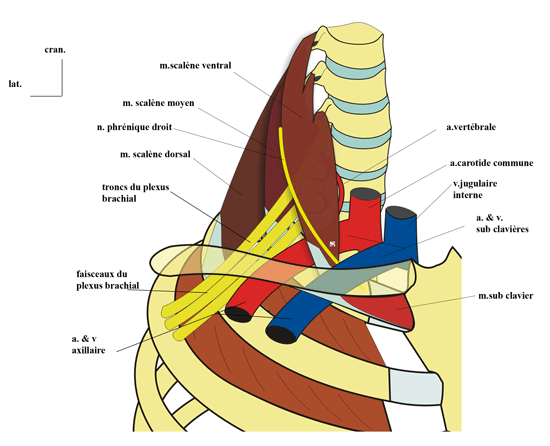 cran.
lat.
m.scalène ventral
m. scalène moyen
n. phrénique droit
m. scalène dorsal
troncs du plexus
brachial
faisceaux du
plexus brachial
a. & v
axillaire
a.vertébrale
a.carotide commune
v.jugulaire
interne
a. & v.
sub clavières
m.sub clavier